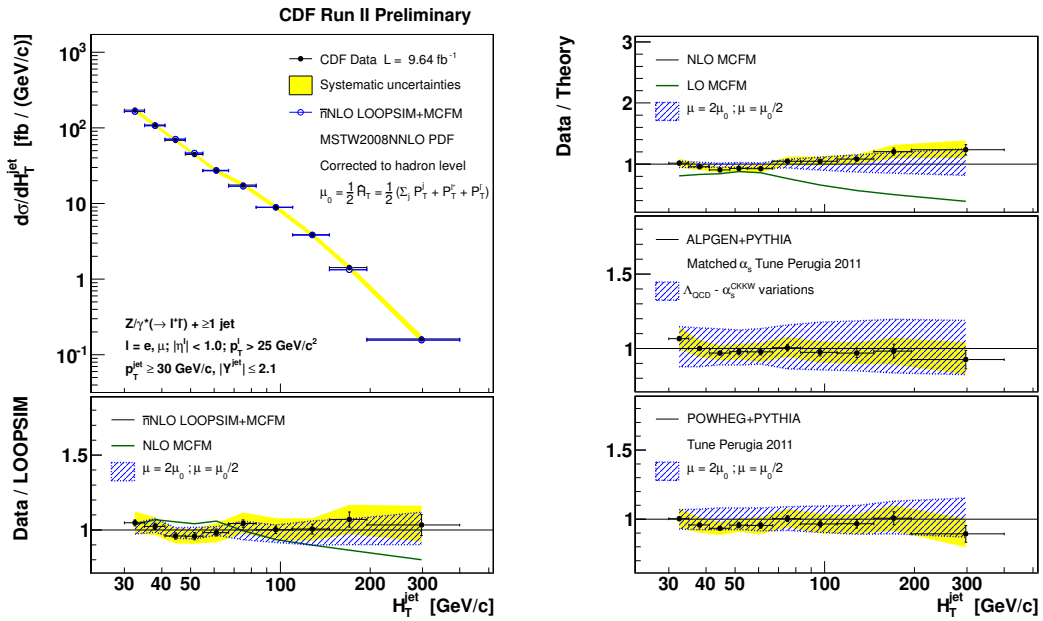 CDF Run II Preliminary
dσ/dH_T^jet [fb / (GeV/c)]
10³
10²
10
1
10⁻¹
CDF Data L = 9.64 fb⁻¹
Systematic uncertainties
n̅NLO LOOPSIM+MCFM
MSTW2008NNLO PDF
Corrected to hadron level
μ₀ = 1/2 Ĥ_T = 1/2 (Σ_j P_T^j + P_T^l⁺ + P_T^l⁻)
Z/γ*(→ l⁺l⁻) + ≥1 jet
l = e, μ; |η^l| < 1.0; p_T^l > 25 GeV/c²
p_T^jet ≥ 30 GeV/c, |Y^jet| ≤ 2.1
Data / LOOPSIM
1.5
1
n̅NLO LOOPSIM+MCFM
NLO MCFM
μ = 2μ₀ ; μ = μ₀/2
30 40 50 100 200 300
H_T^jet [GeV/c]
Data / Theory
3
2
1
NLO MCFM
LO MCFM
μ = 2μ₀ ; μ = μ₀/2
1.5
1
ALPGEN+PYTHIA
Matched α_s Tune Perugia 2011
Λ_QCD - α_s^CKKW variations
1.5
1
POWHEG+PYTHIA
Tune Perugia 2011
μ = 2μ₀ ; μ = μ₀/2
30 40 50 100 200 300
H_T^jet [GeV/c]